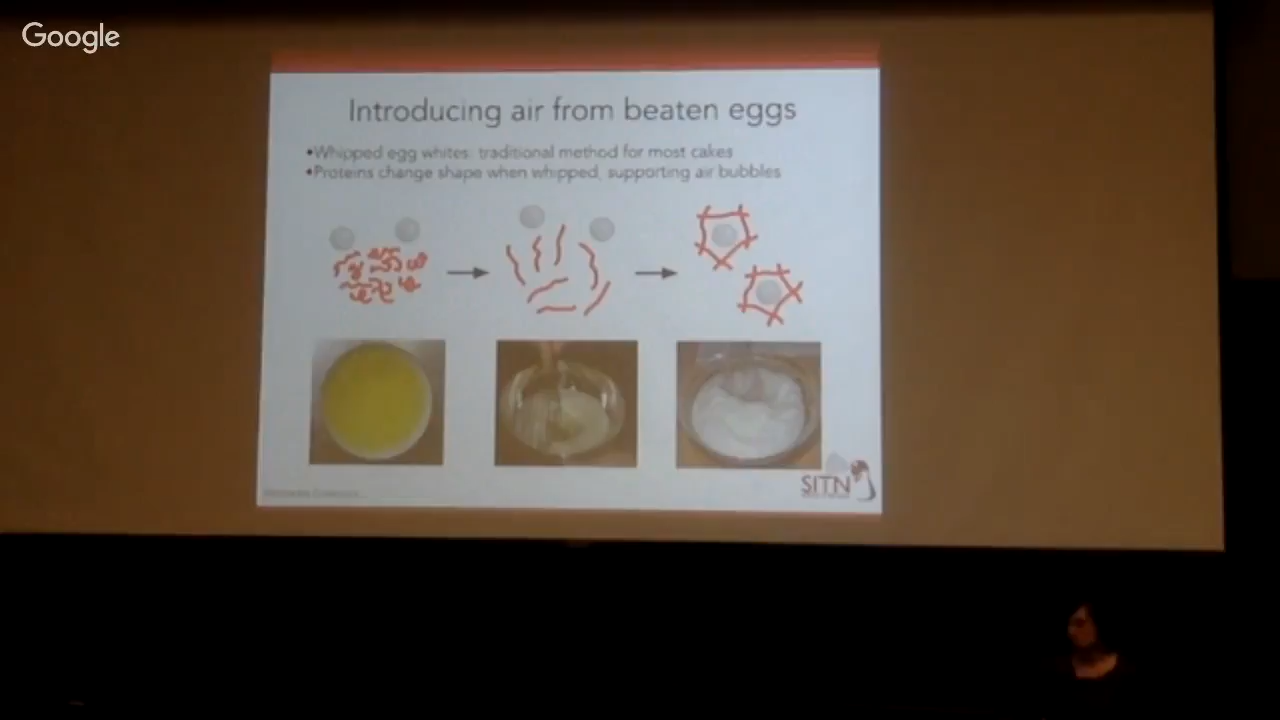 Google
Introducing air from beaten eggs
•Whipped egg whites: traditional method for most cakes
•Proteins change shape when whipped, supporting air bubbles
SITN